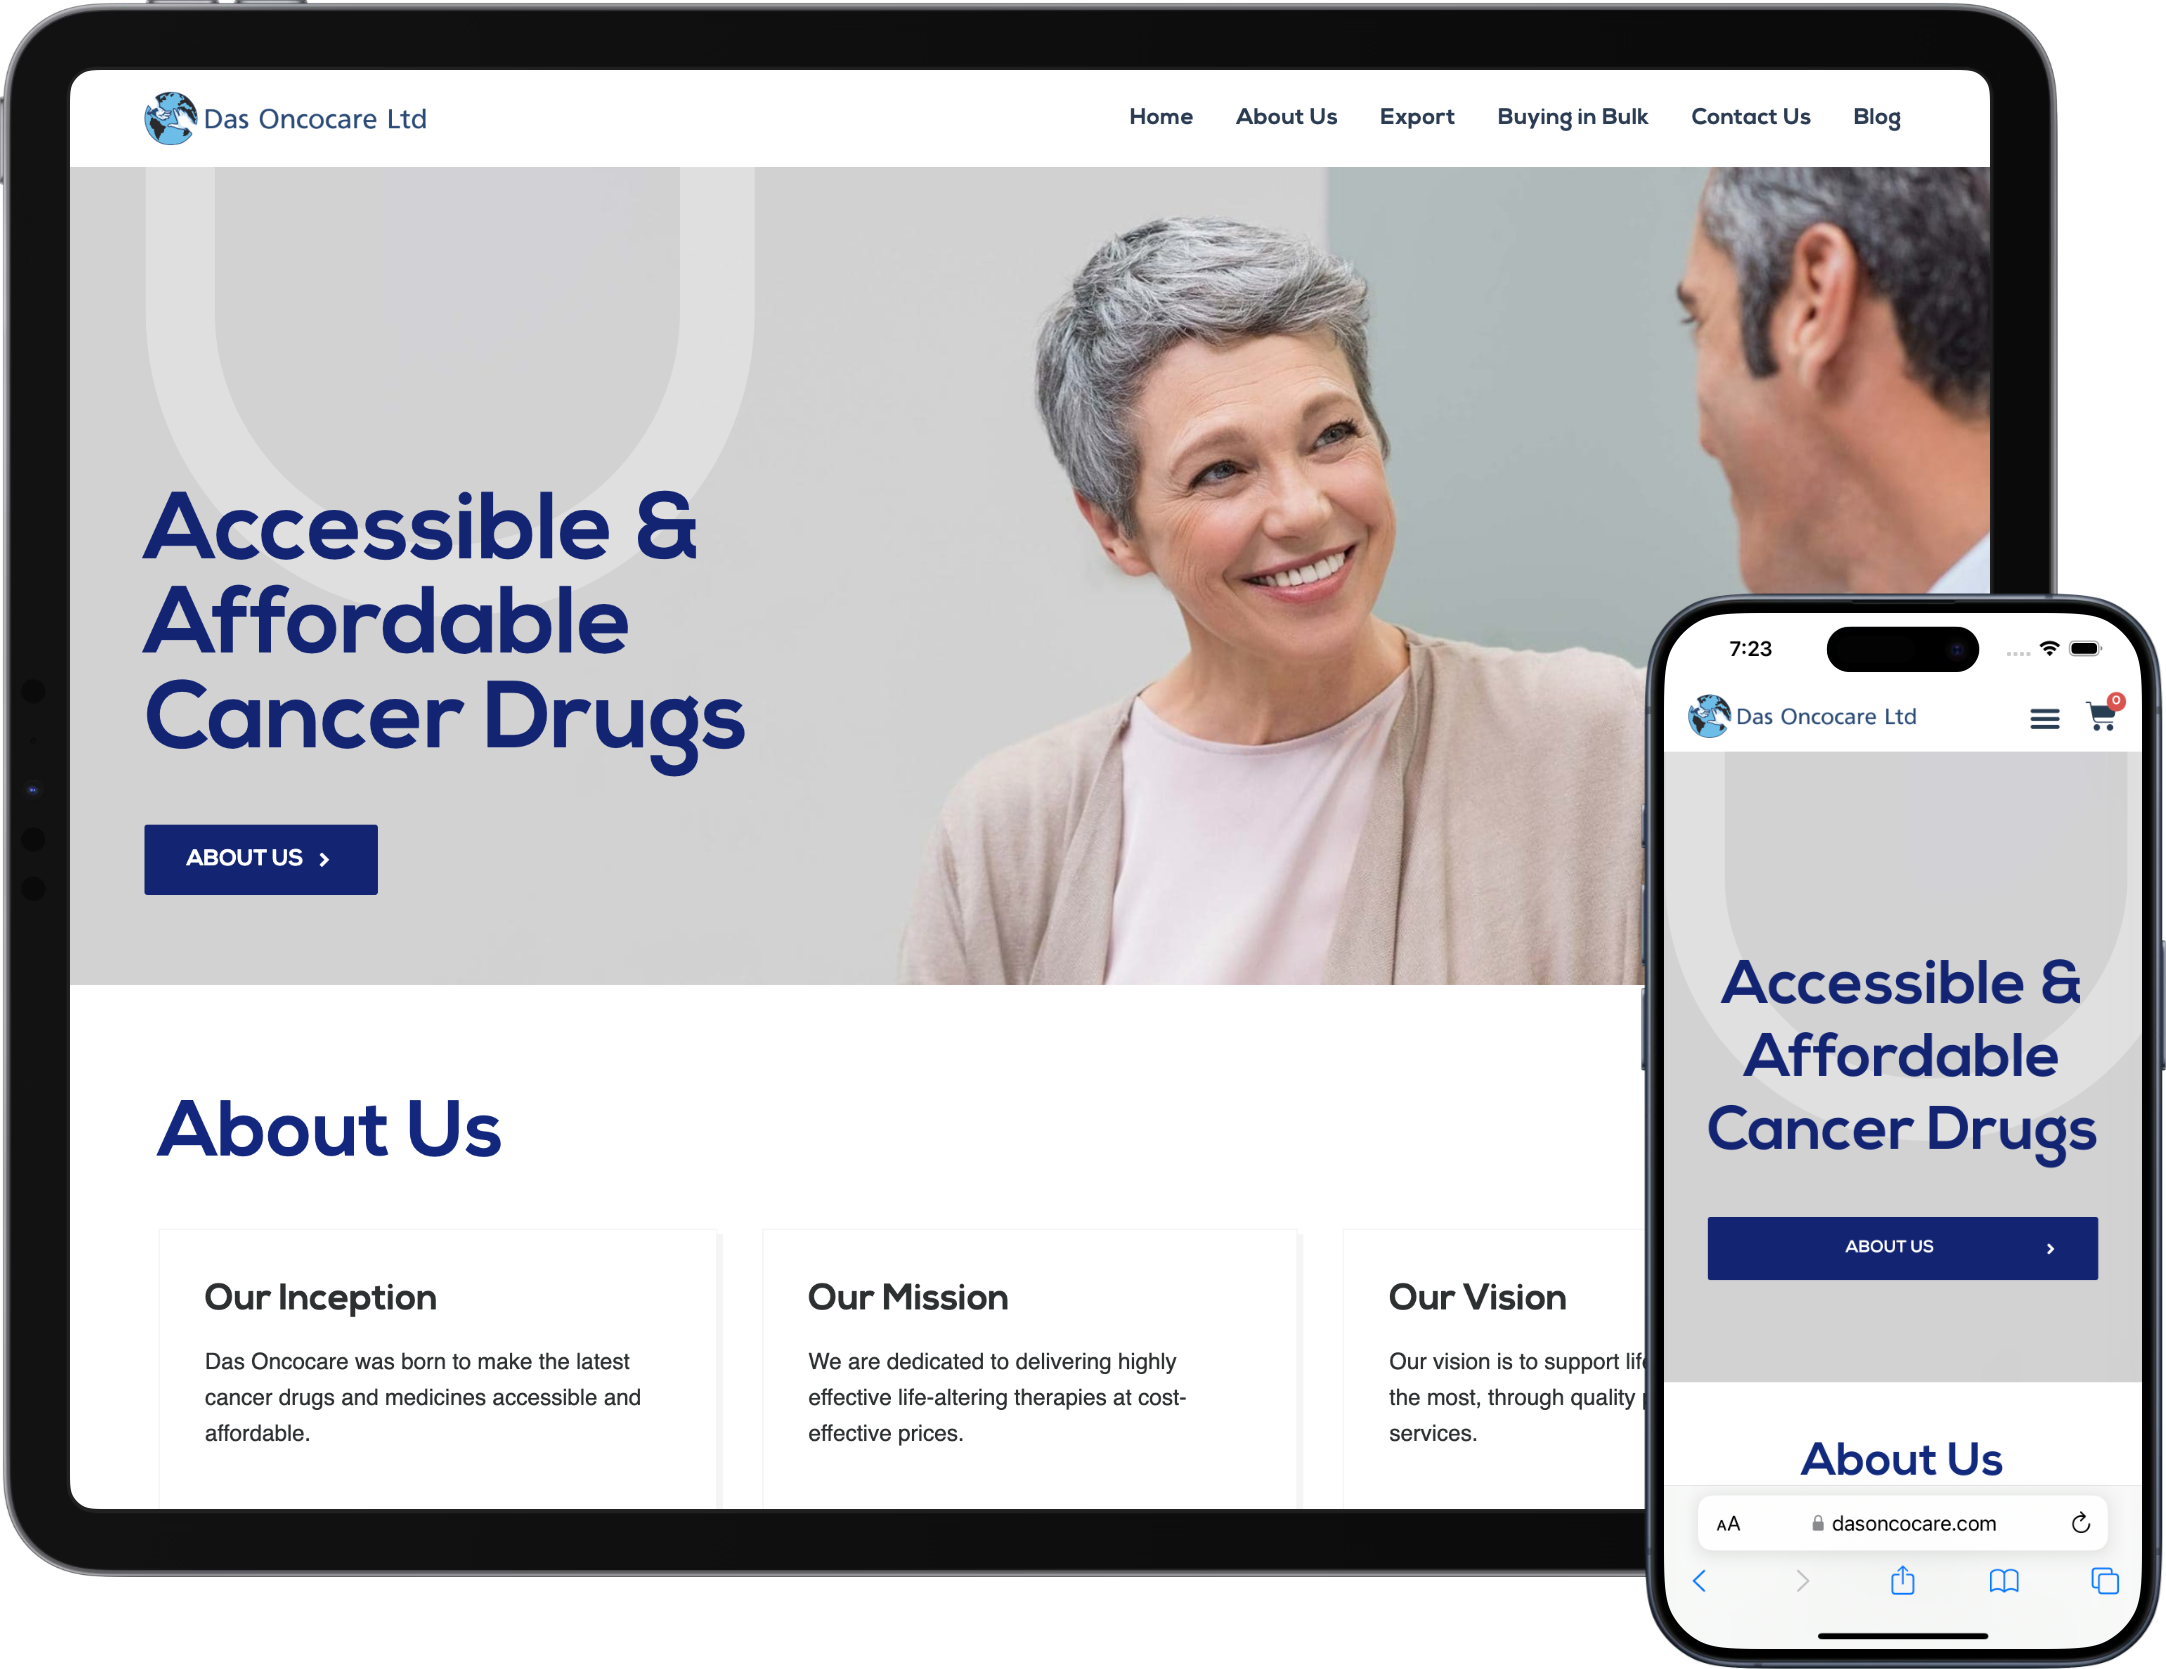 Das Oncocare Ltd
Home About Us Export Buying in Bulk Contact Us Blog
Accessible &
Affordable
Cancer Drugs
ABOUT US
About Us
Our Inception
Das Oncocare was born to make the latest
cancer drugs and medicines accessible and
affordable.
Our Mission
We are dedicated to delivering highly
effective life-altering therapies at cost-
effective prices.
Our Vision
Our vision is to support
the most, through quality
services.
7:23
Das Oncocare Ltd
0
Accessible &
Affordable
Cancer Drugs
ABOUT US
About Us
AA dasoncocare.com